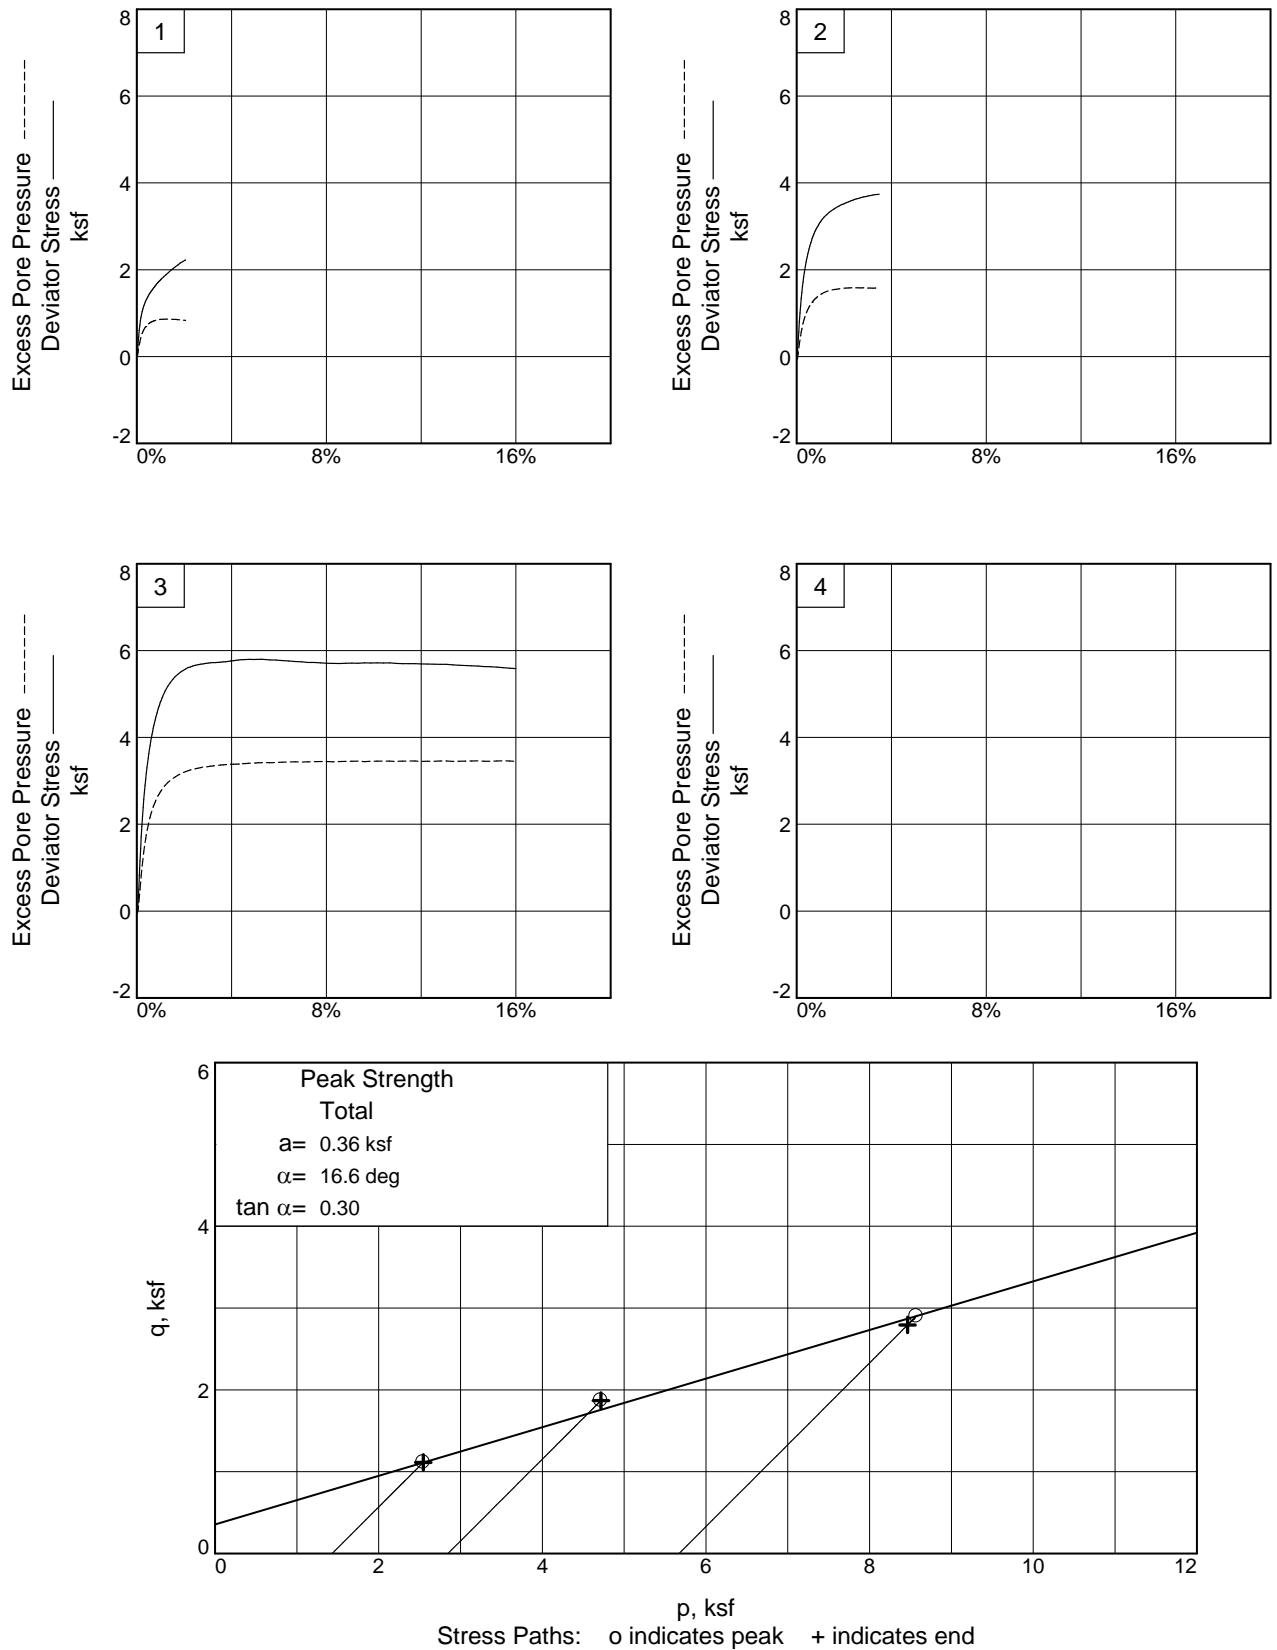 1
8
6
4
2
0
-2
0%
8%
16%
Excess Pore Pressure
Deviator Stress
ksf
2
8
6
4
2
0
-2
0%
8%
16%
Excess Pore Pressure
Deviator Stress
ksf
3
8
6
4
2
0
-2
0%
8%
16%
Excess Pore Pressure
Deviator Stress
ksf
4
8
6
4
2
0
-2
0%
8%
16%
Excess Pore Pressure
Deviator Stress
ksf
Peak Strength
Total
a= 0.36 ksf
α= 16.6 deg
tan α= 0.30
6
4
2
0
q, ksf
0 2 4 6 8 10 12
p, ksf
Stress Paths: o indicates peak + indicates end